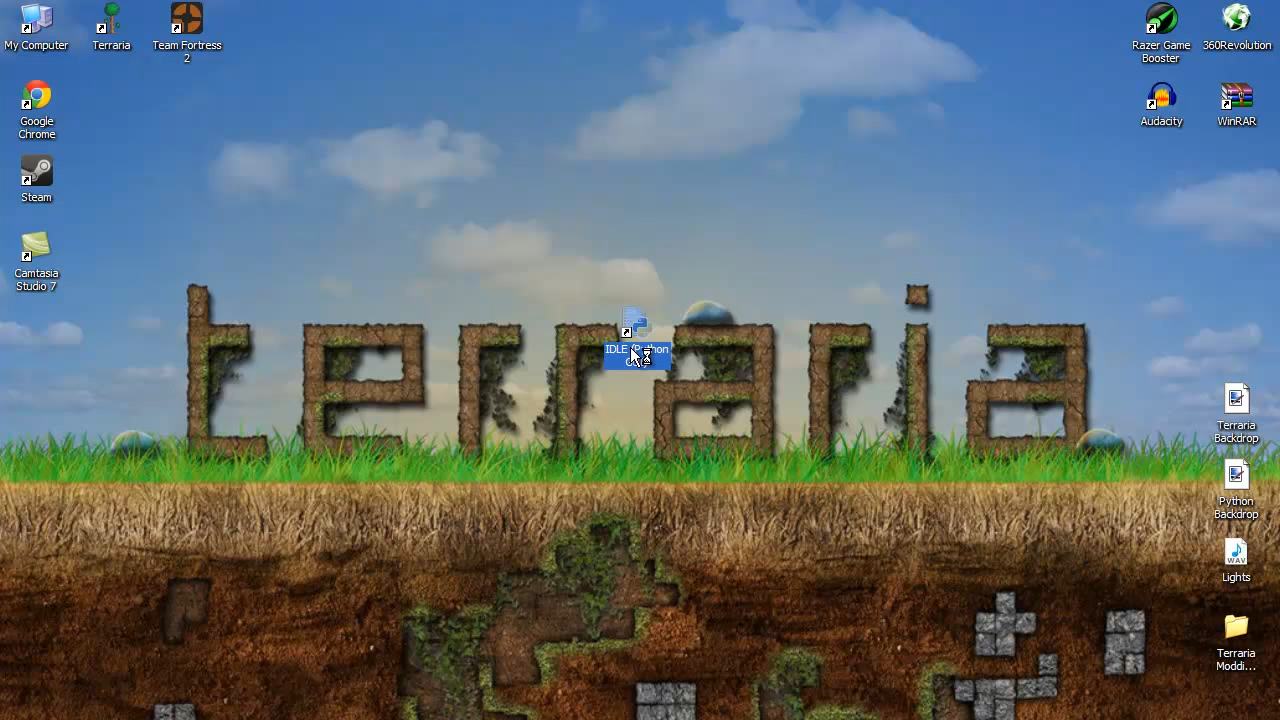 My Computer
Terraria
Team Fortress
2
Razer Game
Booster
360Revolution
Google
Chrome
Audacity
WinRAR
Steam
Camtasia
Studio 7
terraria
IDLE (Python
Terraria
Backdrop
Python
Backdrop
WAV
Lights
Terraria
Moddi...